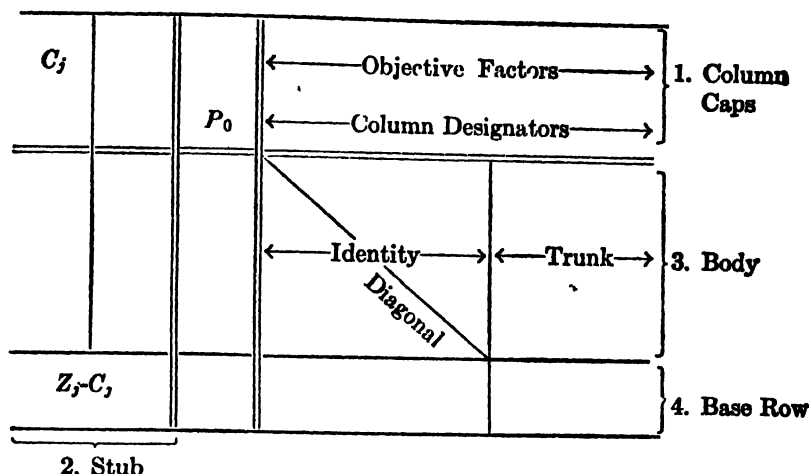 C_j
Objective Factors
1. Column Caps
P_0
Column Designators
Identity
Trunk
3. Body
Diagonal
Z_j-C_j
4. Base Row
2. Stub